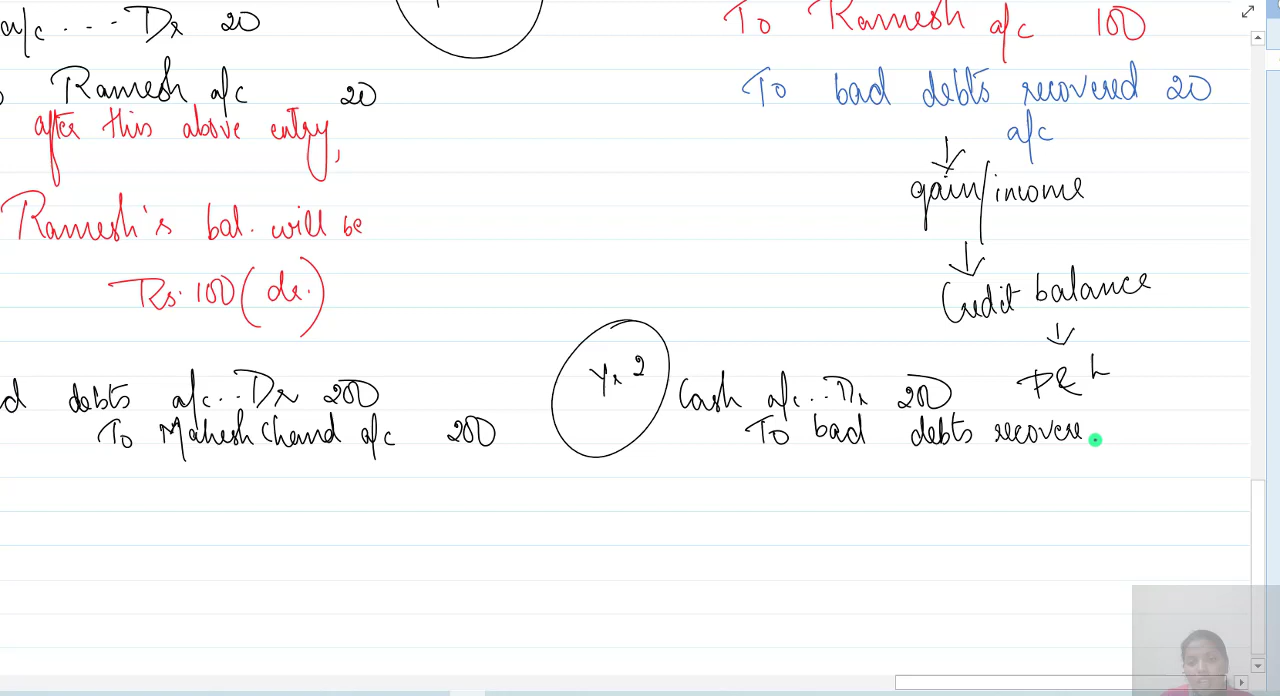 a/c ... Dr 20
Ramesh a/c 20
after this above entry,
Ramesh's bal. will be
Rs. 100 (dr.)
debts a/c... Dr 200
To Mahesh Chand a/c 200
Yr 2
To Ramesh a/c 100
To bad debts recovered 20
a/c
gain/income
Credit balance
P&L
Cash a/c... Dr 200
To bad debts recovere